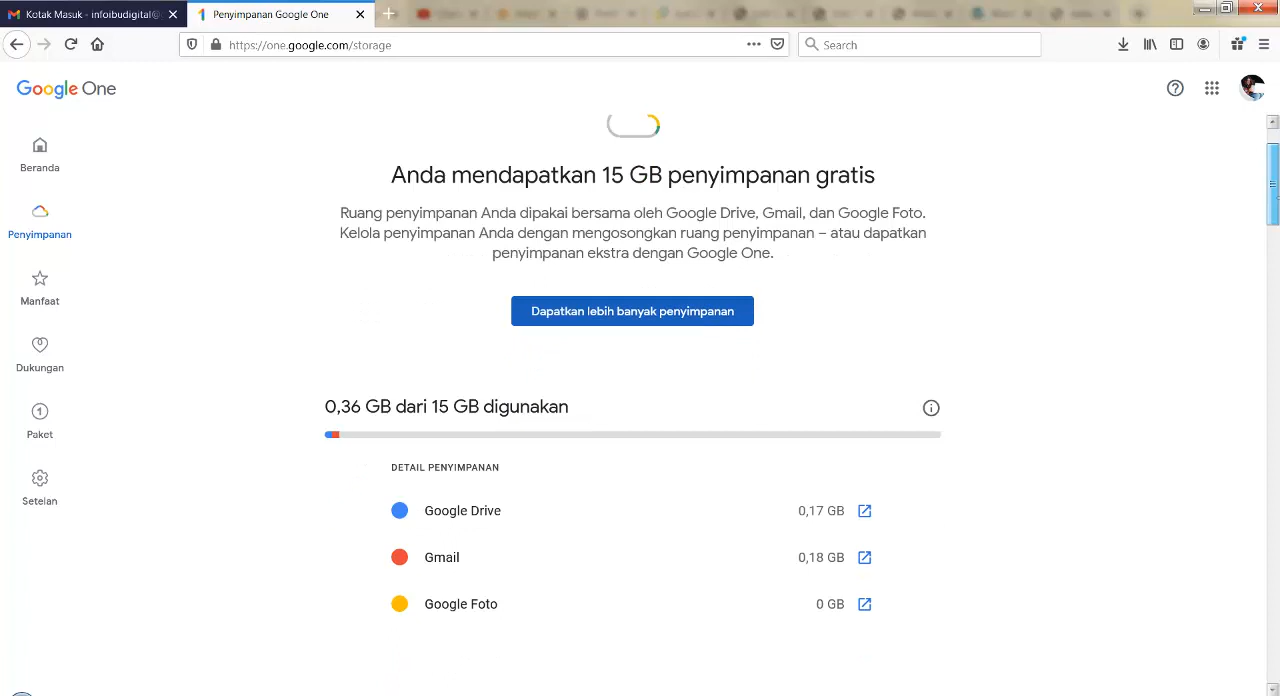 Kotak Masuk - infoibudigital@
Penyimpanan Google One
https://one.google.com/storage
Search
Google One
Beranda
Penyimpanan
Manfaat
Dukungan
1
Paket
Setelan
Anda mendapatkan 15 GB penyimpanan gratis
Ruang penyimpanan Anda dipakai bersama oleh Google Drive, Gmail, dan Google Foto.
Kelola penyimpanan Anda dengan mengosongkan ruang penyimpanan – atau dapatkan
penyimpanan ekstra dengan Google One.
Dapatkan lebih banyak penyimpanan
0,36 GB dari 15 GB digunakan
DETAIL PENYIMPANAN
Google Drive 0,17 GB
Gmail 0,18 GB
Google Foto 0 GB